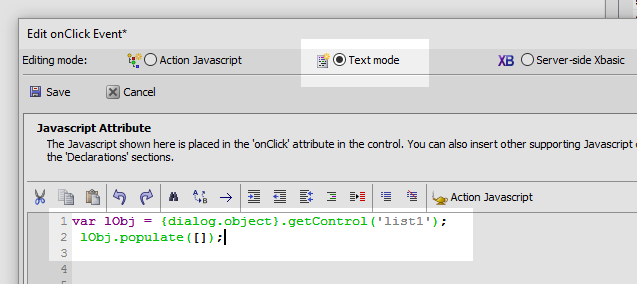 Edit onClick Event*
Editing mode: Action Javascript Text mode XB Server-side Xbasic
Save Cancel
Javascript Attribute
The Javascript shown here is placed in the 'onClick' attribute in the control. You can also insert other supporting Javascript
the 'Declarations' sections.
Action Javascript
1 var lObj = {dialog.object}.getControl('list1');
2 lObj.populate([]);
3
4
5